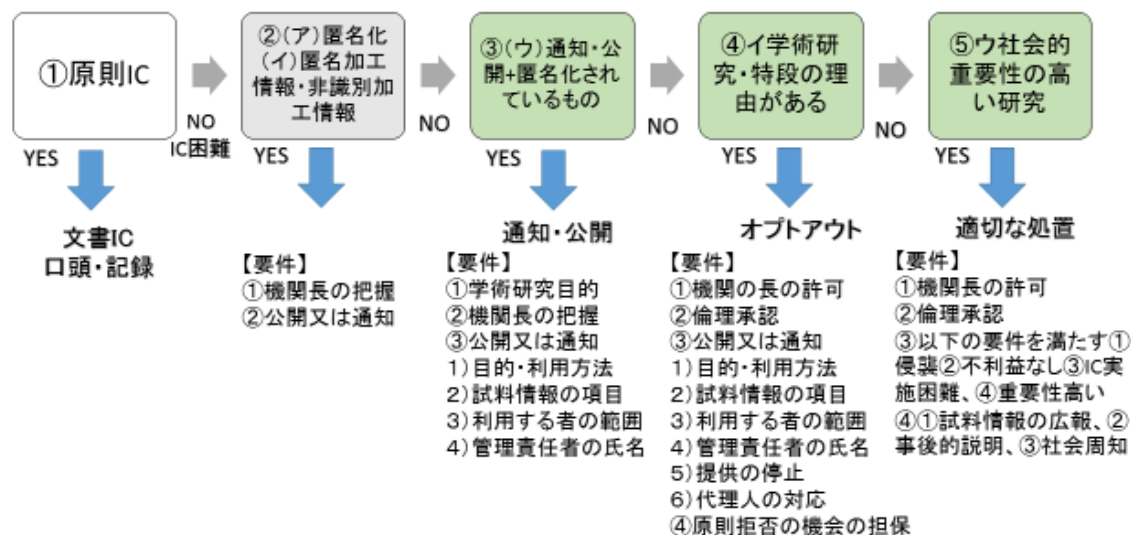 ①原則IC
②(ア)匿名化
(イ)匿名加工
情報・非識別加
工情報
③(ウ)通知・公
開+匿名化され
ているもの
④イ学術研
究・特段の理
由がある
⑤ウ社会的
重要性の高
い研究
NO
IC困難
NO
NO
NO
YES
YES
YES
YES
YES
文書IC
口頭・記録
【要件】
①機関長の把握
②公開又は通知
通知・公開
【要件】
①学術研究目的
②機関長の把握
③公開又は通知
1)目的・利用方法
2)試料情報の項目
3)利用する者の範囲
4)管理責任者の氏名
オプトアウト
【要件】
①機関の長の許可
②倫理承認
③公開又は通知
1)目的・利用方法
2)試料情報の項目
3)利用する者の範囲
4)管理責任者の氏名
5)提供の停止
6)代理人の対応
④原則拒否の機会の担保
適切な処置
【要件】
①機関長の許可
②倫理承認
③以下の要件を満たす①
侵襲②不利益なし③IC実
施困難、④重要性高い
④①試料情報の広報、②
事後的説明、③社会周知